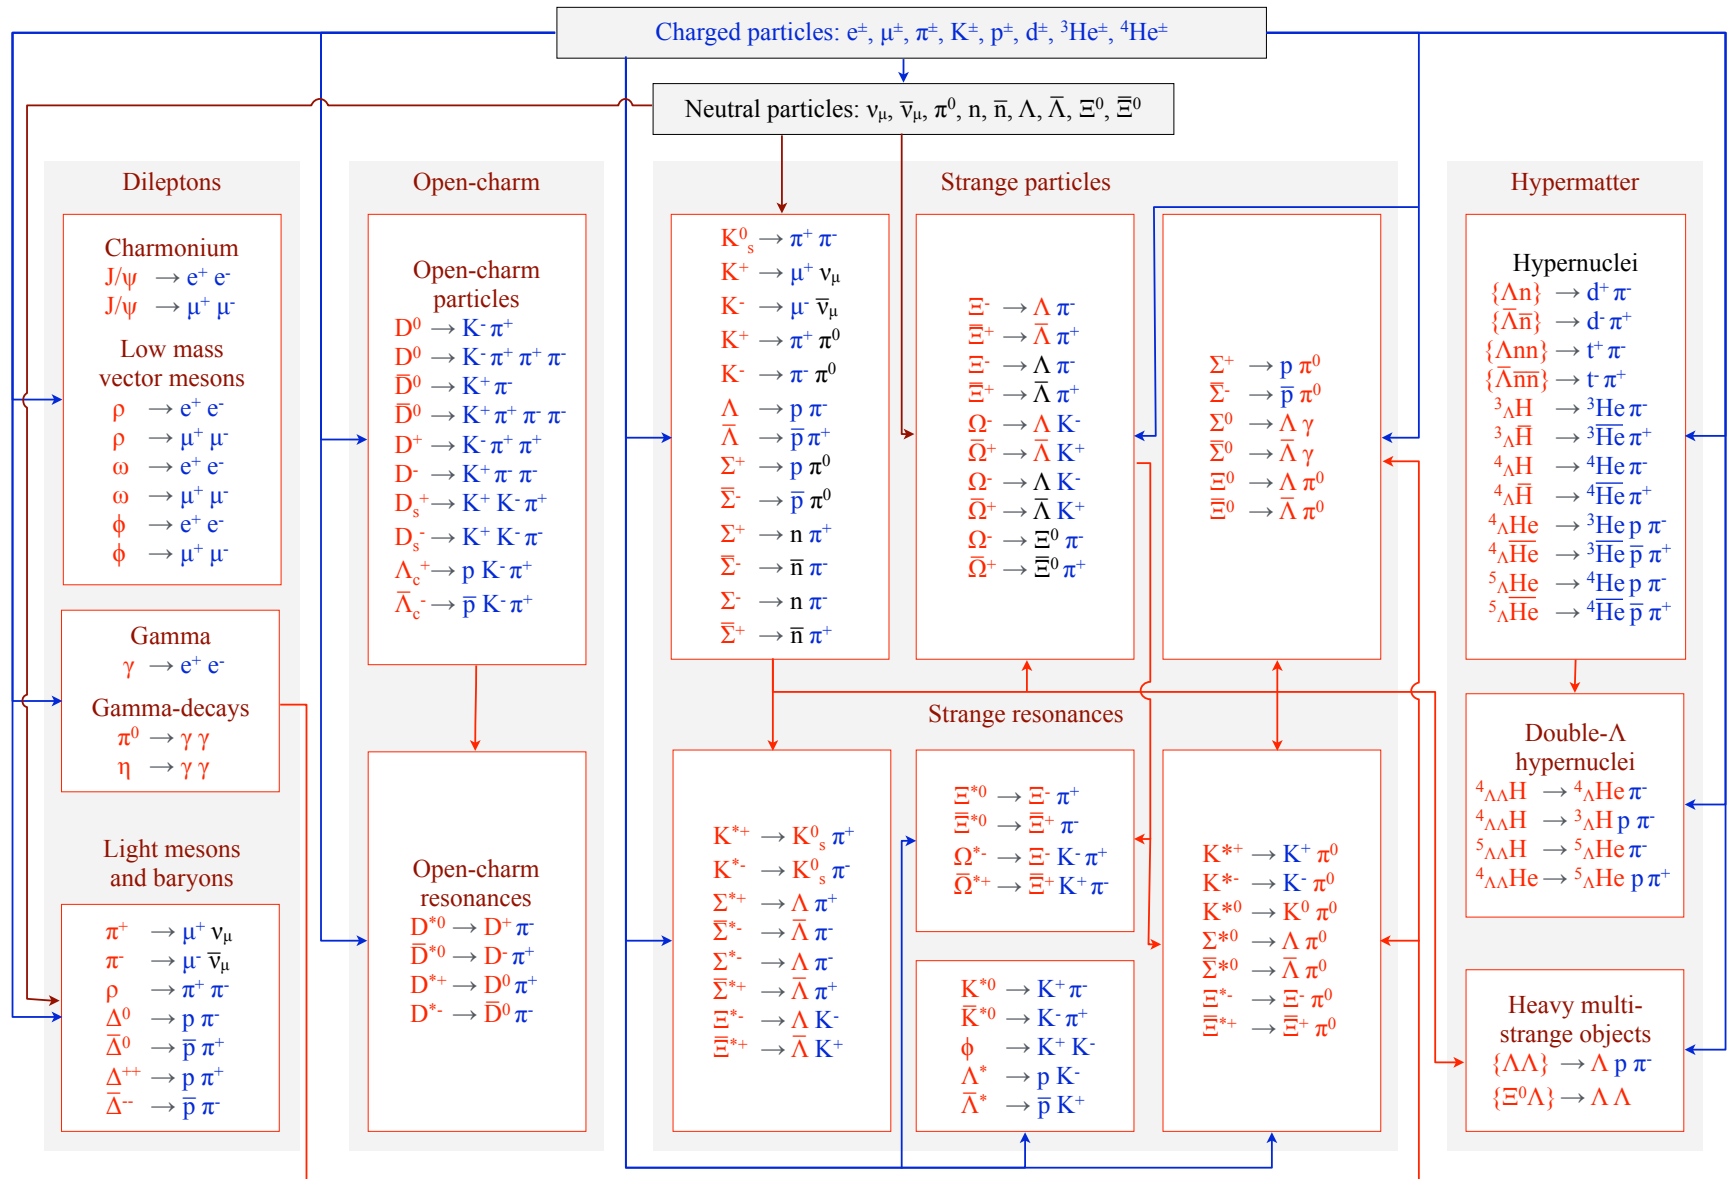 Charged particles: e±, μ±, π±, K±, p±, d±, ³He±, ⁴He±
Neutral particles: νμ, ν̅μ, π⁰, n, n̅, Λ, Λ̅, Ξ⁰, Ξ̅⁰
Dileptons
Charmonium
J/ψ → e⁺ e⁻
J/ψ → μ⁺ μ⁻
Low mass
vector mesons
ρ → e⁺ e⁻
ρ → μ⁺ μ⁻
ω → e⁺ e⁻
ω → μ⁺ μ⁻
ϕ → e⁺ e⁻
ϕ → μ⁺ μ⁻
Gamma
γ → e⁺ e⁻
Gamma-decays
π⁰ → γ γ
η → γ γ
Light mesons
and baryons
π⁺ → μ⁺ νμ
π⁻ → μ⁻ ν̅μ
ρ → π⁺ π⁻
Δ⁰ → p π⁻
Δ̅⁰ → p̅ π⁺
Δ⁺⁺ → p π⁺
Δ̅⁻⁻ → p̅ π⁻
Open-charm
Open-charm
particles
D⁰ → K⁻ π⁺
D⁰ → K⁻ π⁺ π⁺ π⁻
D̅⁰ → K⁺ π⁻
D̅⁰ → K⁺ π⁺ π⁻ π⁻
D⁺ → K⁻ π⁺ π⁺
D⁻ → K⁺ π⁻ π⁻
Ds⁺ → K⁺ K⁻ π⁺
Ds⁻ → K⁺ K⁻ π⁻
Λc⁺ → p K⁻ π⁺
Λ̅c⁻ → p̅ K⁻ π⁺
Open-charm
resonances
D*⁰ → D⁺ π⁻
D̅*⁰ → D⁻ π⁺
D*⁺ → D⁰ π⁺
D*⁻ → D̅⁰ π⁻
Strange particles
K⁰s → π⁺ π⁻
K⁺ → μ⁺ νμ
K⁻ → μ⁻ ν̅μ
K⁺ → π⁺ π⁰
K⁻ → π⁻ π⁰
Λ → p π⁻
Λ̅ → p̅ π⁺
Σ⁺ → p π⁰
Σ̅⁻ → p̅ π⁰
Σ⁺ → n π⁺
Σ̅⁻ → n̅ π⁻
Σ⁻ → n π⁻
Σ̅⁺ → n̅ π⁺
Ξ⁻ → Λ π⁻
Ξ̅⁺ → Λ̅ π⁺
Ξ⁻ → Λ π⁻
Ξ̅⁺ → Λ̅ π⁺
Ω⁻ → Λ K⁻
Ω̅⁺ → Λ̅ K⁺
Ω⁻ → Λ K⁻
Ω̅⁺ → Λ̅ K⁺
Ω⁻ → Ξ⁰ π⁻
Ω̅⁺ → Ξ̅⁰ π⁺
Σ⁺ → p π⁰
Σ̅⁻ → p̅ π⁰
Σ⁰ → Λ γ
Σ̅⁰ → Λ̅ γ
Ξ⁰ → Λ π⁰
Ξ̅⁰ → Λ̅ π⁰
Strange resonances
K*⁺ → K⁰s π⁺
K*⁻ → K⁰s π⁻
Σ*⁺ → Λ π⁺
Σ̅*⁻ → Λ̅ π⁻
Σ*⁻ → Λ π⁻
Σ̅*⁺ → Λ̅ π⁺
Ξ*⁻ → Λ K⁻
Ξ̅*⁺ → Λ̅ K⁺
Ξ*⁰ → Ξ⁻ π⁺
Ξ̅*⁰ → Ξ̅⁺ π⁻
Ω*⁻ → Ξ⁻ K⁻ π⁺
Ω̅*⁺ → Ξ̅⁺ K⁺ π⁻
K*⁰ → K⁺ π⁻
K̅*⁰ → K⁻ π⁺
ϕ → K⁺ K⁻
Λ* → p K⁻
Λ̅* → p̅ K⁺
K*⁺ → K⁺ π⁰
K*⁻ → K⁻ π⁰
K*⁰ → K⁰ π⁰
Σ*⁰ → Λ π⁰
Σ̅*⁰ → Λ̅ π⁰
Ξ*⁻ → Ξ⁻ π⁰
Ξ̅*⁺ → Ξ̅⁺ π⁰
Hypermatter
Hypernuclei
{Λn} → d⁺ π⁻
{Λ̅n̅} → d⁻ π⁺
{Λnn} → t⁺ π⁻
{Λ̅n̅n̅} → t⁻ π⁺
³ΛH → ³He π⁻
³ΛH̅ → ³H̅e̅ π⁺
⁴ΛH → ⁴He π⁻
⁴ΛH̅ → ⁴H̅e̅ π⁺
⁴ΛHe → ³He p π⁻
⁴ΛH̅e̅ → ³H̅e̅ p̅ π⁺
⁵ΛHe → ⁴He p π⁻
⁵ΛH̅e̅ → ⁴H̅e̅ p̅ π⁺
Double-Λ
hypernuclei
⁴ΛΛH → ⁴ΛHe π⁻
⁴ΛΛH → ³ΛH p π⁻
⁵ΛΛH → ⁵ΛHe π⁻
⁴ΛΛHe → ⁵ΛHe p π⁺
Heavy multi-
strange objects
{ΛΛ} → Λ p π⁻
{Ξ⁰Λ} → Λ Λ